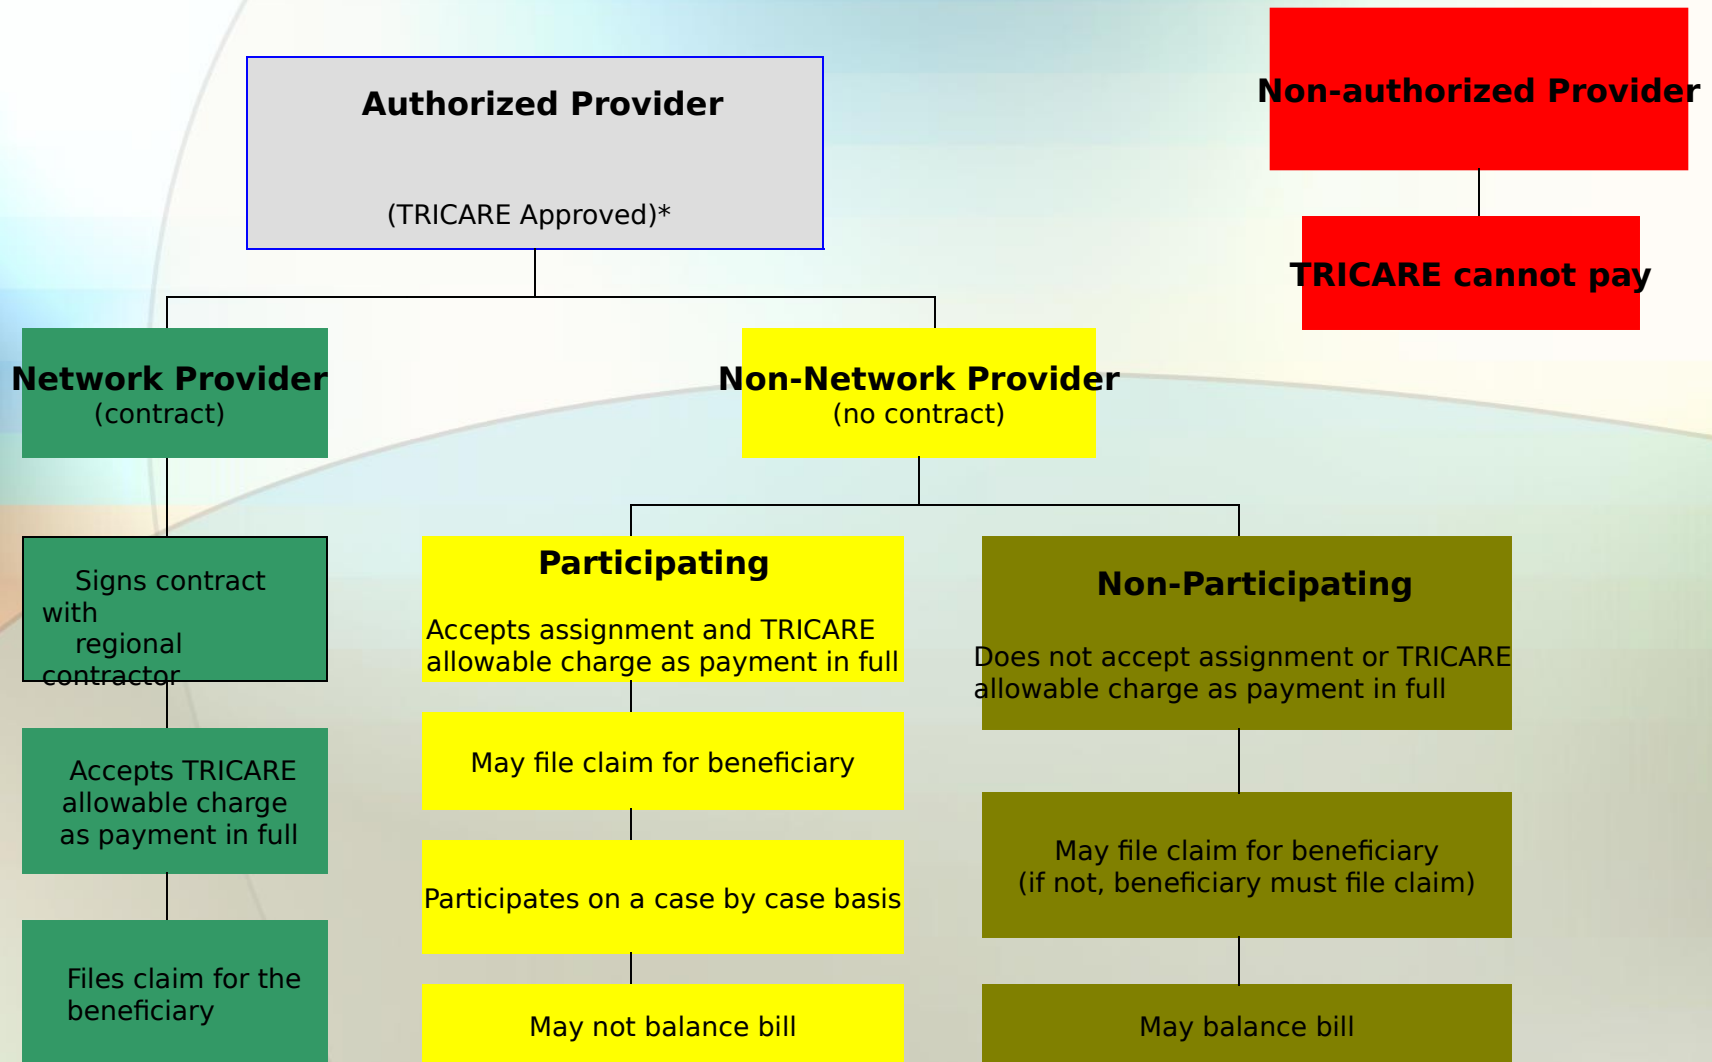 Authorized Provider
(TRICARE Approved)*
Non-authorized Provider
TRICARE cannot pay
Network Provider
(contract)
Non-Network Provider
(no contract)
Signs contract
with
regional
contractor
Accepts TRICARE
allowable charge
as payment in full
Files claim for the
beneficiary
Participating
Accepts assignment and TRICARE
allowable charge as payment in full
May file claim for beneficiary
Participates on a case by case basis
May not balance bill
Non-Participating
Does not accept assignment or TRICARE
allowable charge as payment in full
May file claim for beneficiary
(if not, beneficiary must file claim)
May balance bill